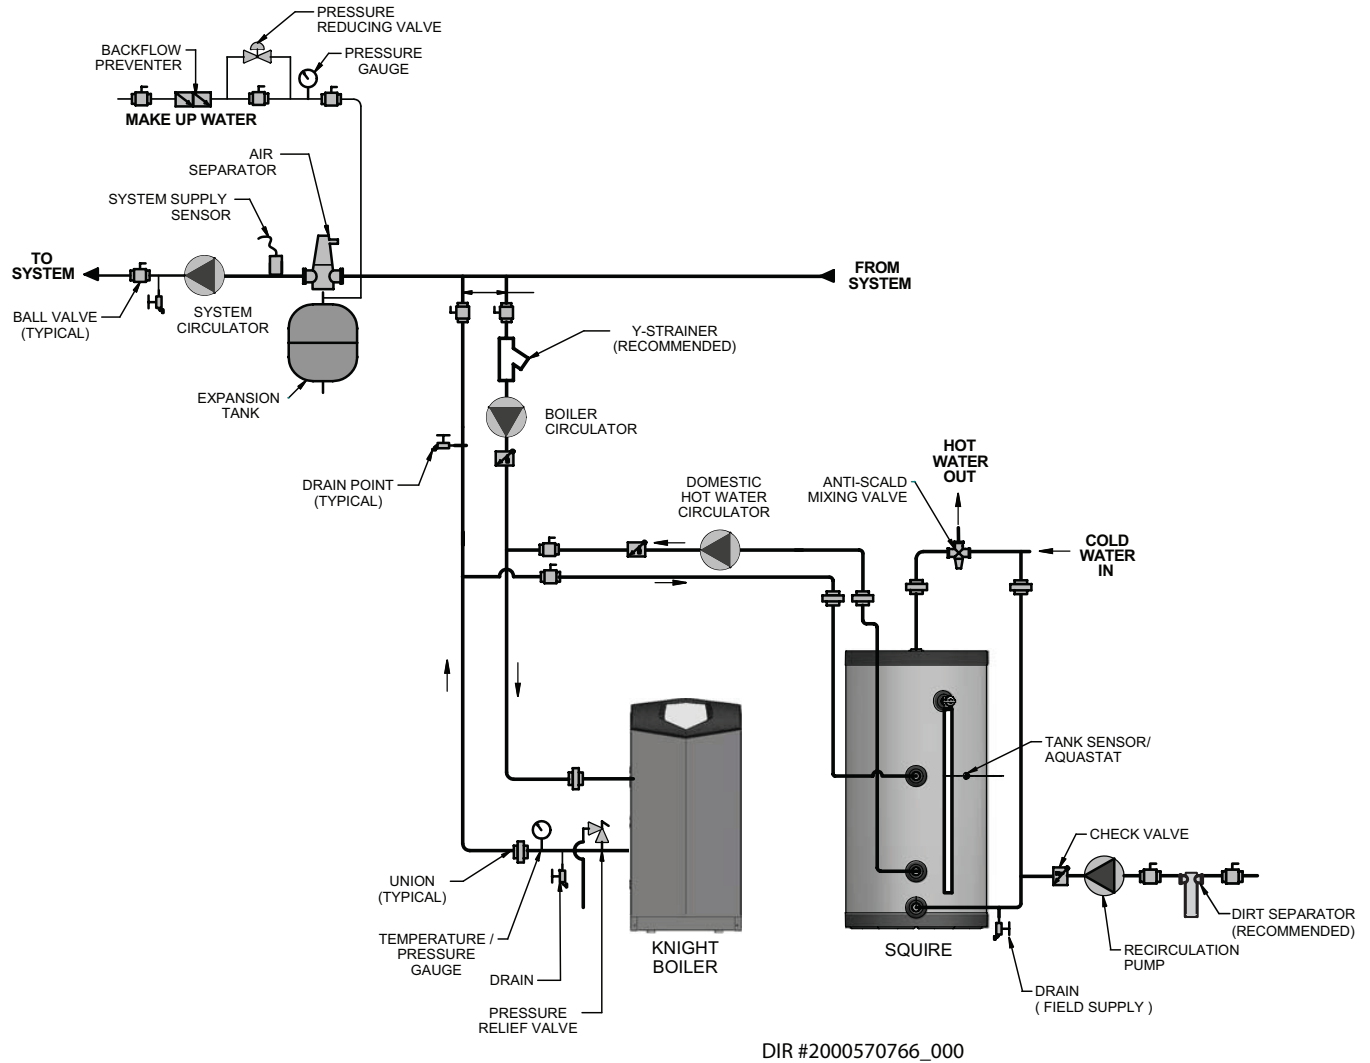 PRESSURE
REDUCING VALVE
BACKFLOW
PREVENTER
PRESSURE
GAUGE
MAKE UP WATER
AIR
SEPARATOR
SYSTEM SUPPLY
SENSOR
TO
SYSTEM
FROM
SYSTEM
BALL VALVE
(TYPICAL)
SYSTEM
CIRCULATOR
Y-STRAINER
(RECOMMENDED)
EXPANSION
TANK
BOILER
CIRCULATOR
DRAIN POINT
(TYPICAL)
DOMESTIC
HOT WATER
CIRCULATOR
ANTI-SCALD
MIXING VALVE
HOT
WATER
OUT
COLD
WATER
IN
TANK SENSOR/
AQUASTAT
CHECK VALVE
UNION
(TYPICAL)
TEMPERATURE /
PRESSURE
GAUGE
DRAIN
PRESSURE
RELIEF VALVE
KNIGHT
BOILER
SQUIRE
DIRT SEPARATOR
(RECOMMENDED)
RECIRCULATION
PUMP
DRAIN
( FIELD SUPPLY )
DIR #2000570766_000